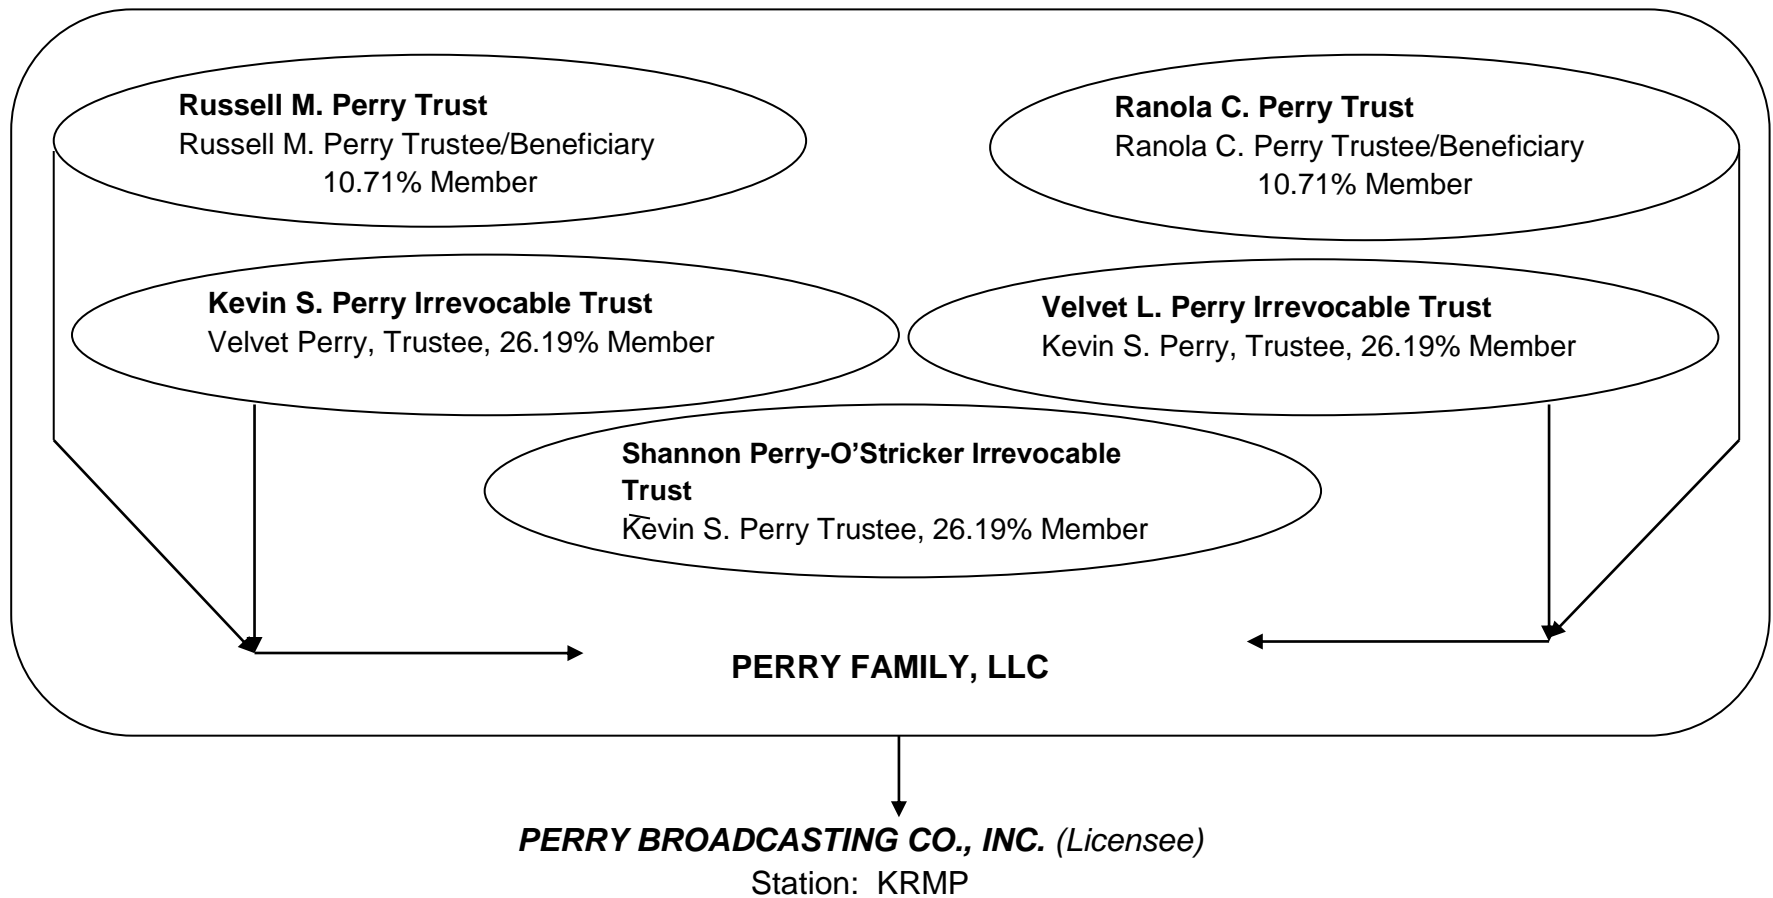 Russell M. Perry Trust
Russell M. Perry Trustee/Beneficiary
10.71% Member
Ranola C. Perry Trust
Ranola C. Perry Trustee/Beneficiary
10.71% Member
Kevin S. Perry Irrevocable Trust
Velvet Perry, Trustee, 26.19% Member
Velvet L. Perry Irrevocable Trust
Kevin S. Perry, Trustee, 26.19% Member
Shannon Perry-O’Stricker Irrevocable
Trust
Kevin S. Perry Trustee, 26.19% Member
PERRY FAMILY, LLC
PERRY BROADCASTING CO., INC. (Licensee)
Station: KRMP